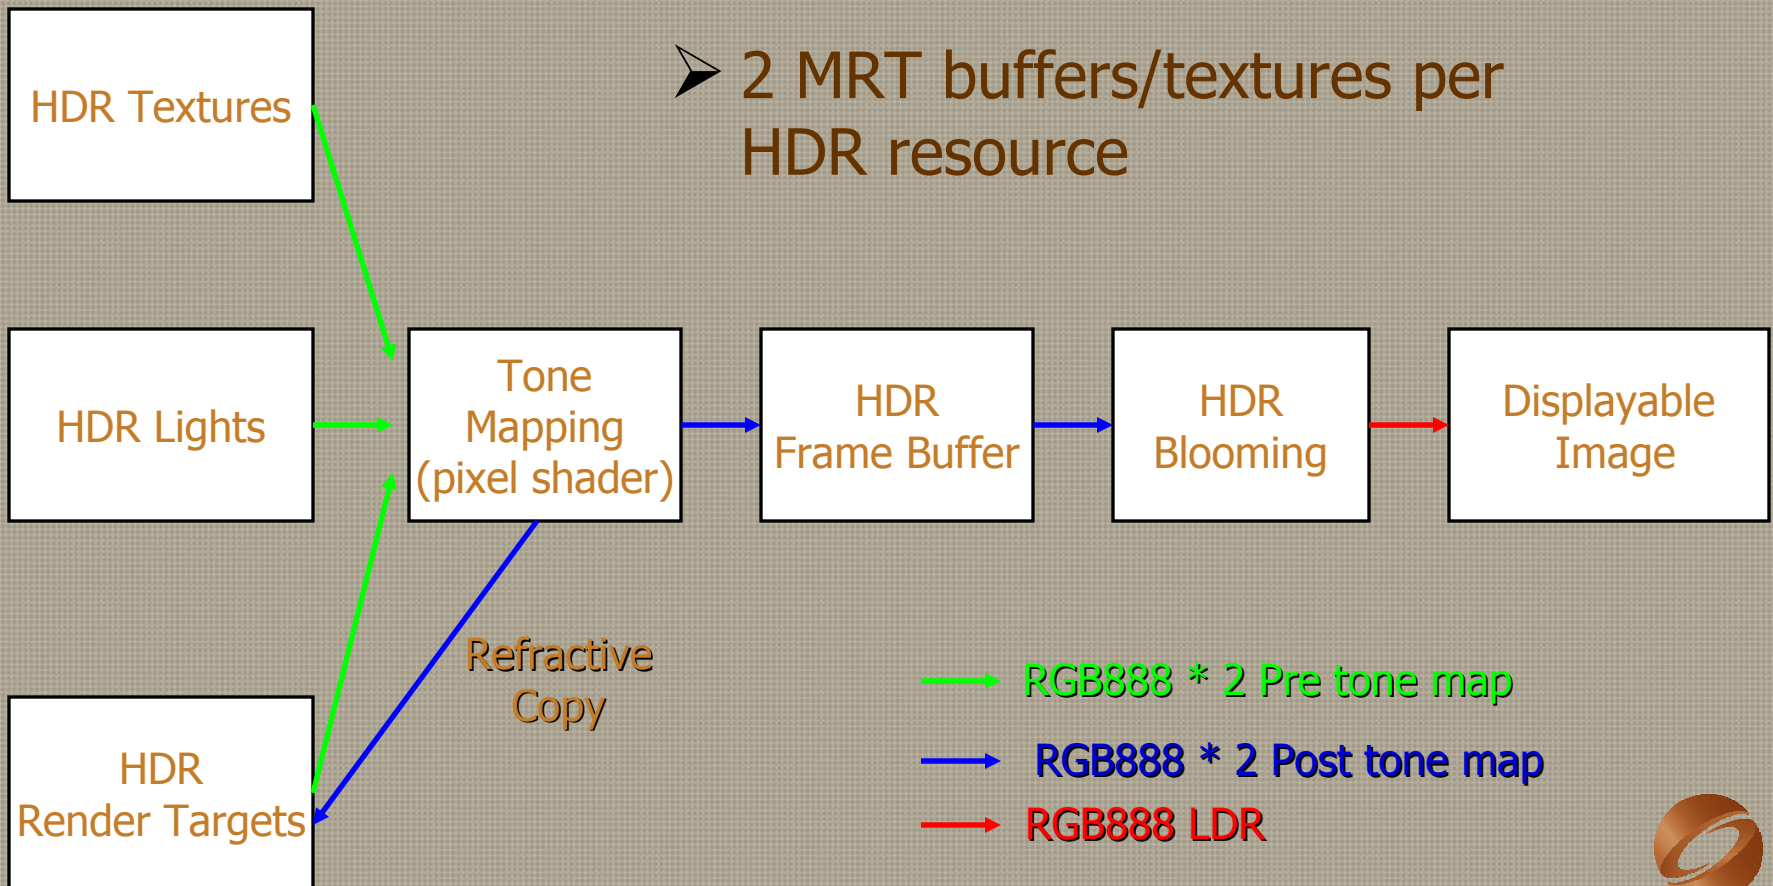 2 MRT buffers/textures per
HDR resource
HDR Textures
HDR Lights
Tone
Mapping
(pixel shader)
HDR
Frame Buffer
HDR
Blooming
Displayable
Image
Refractive
Copy
HDR
Render Targets
RGB888 * 2 Pre tone map
RGB888 * 2 Post tone map
RGB888 LDR